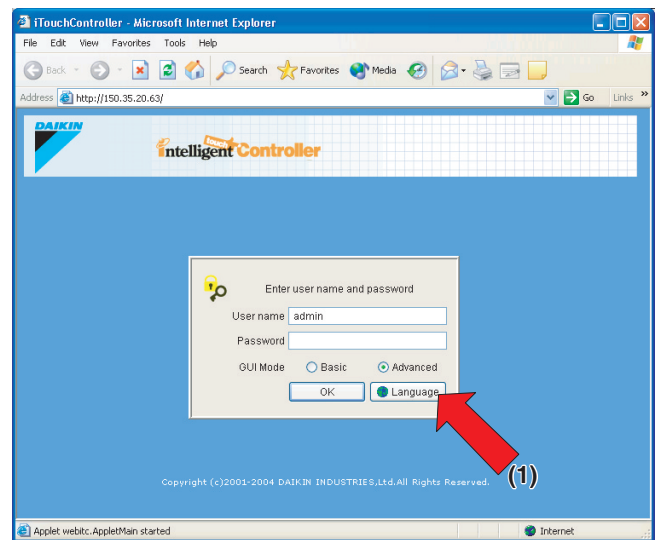 iTouchController - Microsoft Internet Explorer
File Edit View Favorites Tools Help
Back Search Favorites Media
Address http://150.35.20.63/ Go Links »
DAIKIN
intelligent touch Controller
Enter user name and password
User name admin
Password
GUI Mode Basic Advanced
OK Language
(1)
Copyright (c)2001-2004 DAIKIN INDUSTRIES,Ltd.All Rights Reserved.
Applet webitc.AppletMain started Internet